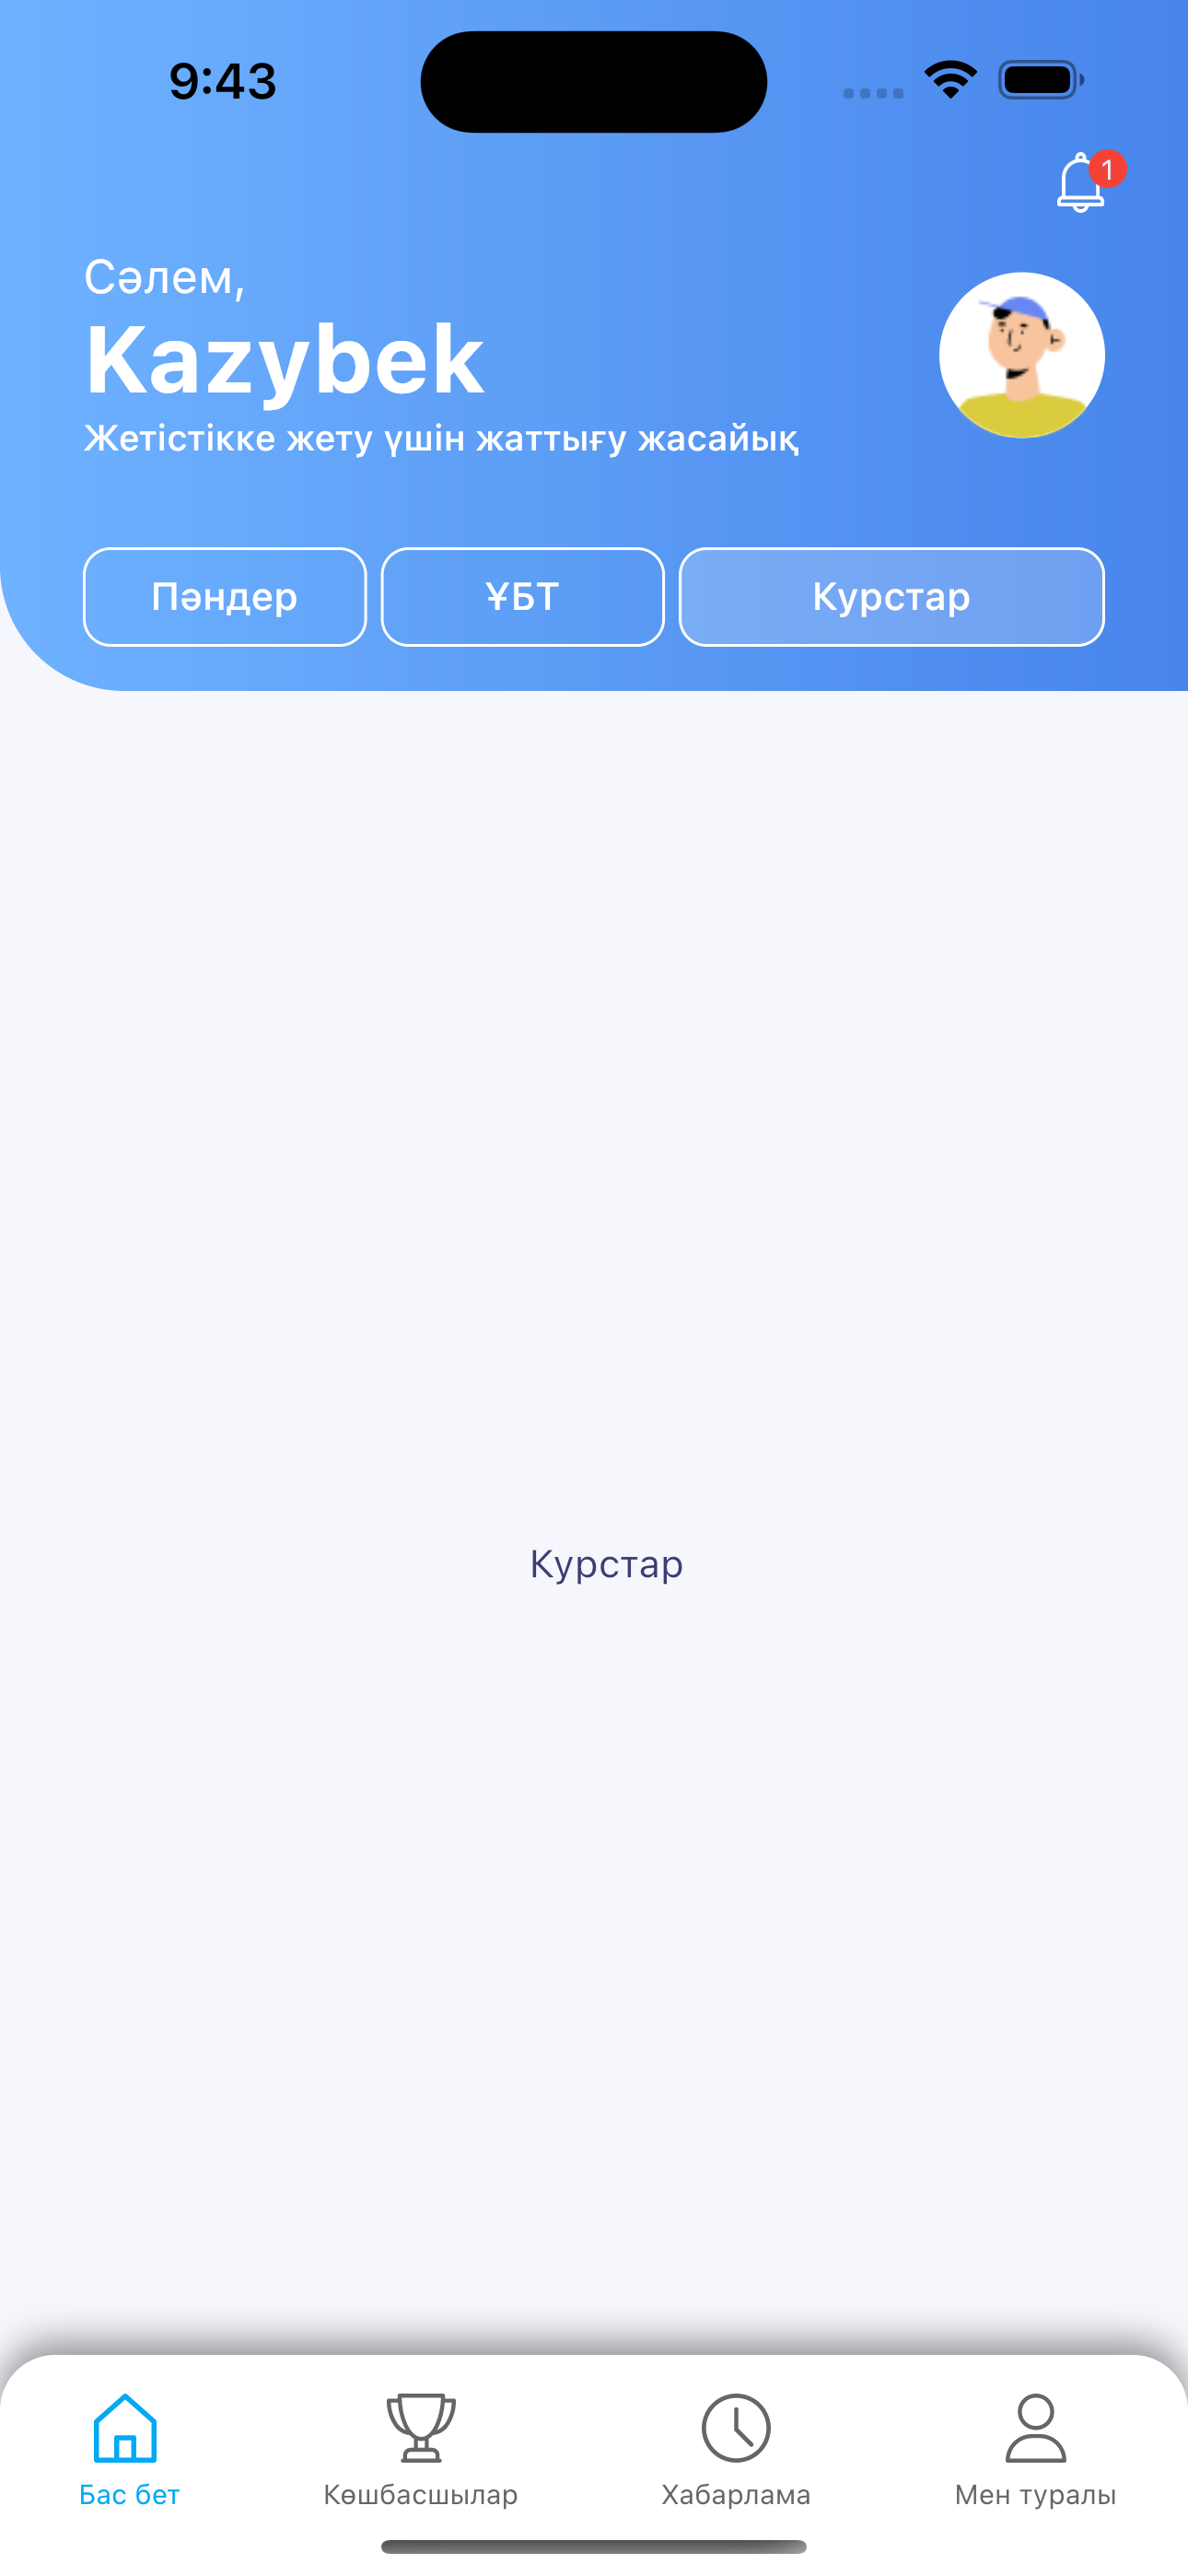 9:43
1
Сәлем,
Kazybek
Жетістікке жету үшін жаттығу жасайық
Пәндер
ҰБТ
Курстар
Курстар
Бас бет
Көшбасшылар
Хабарлама
Мен туралы